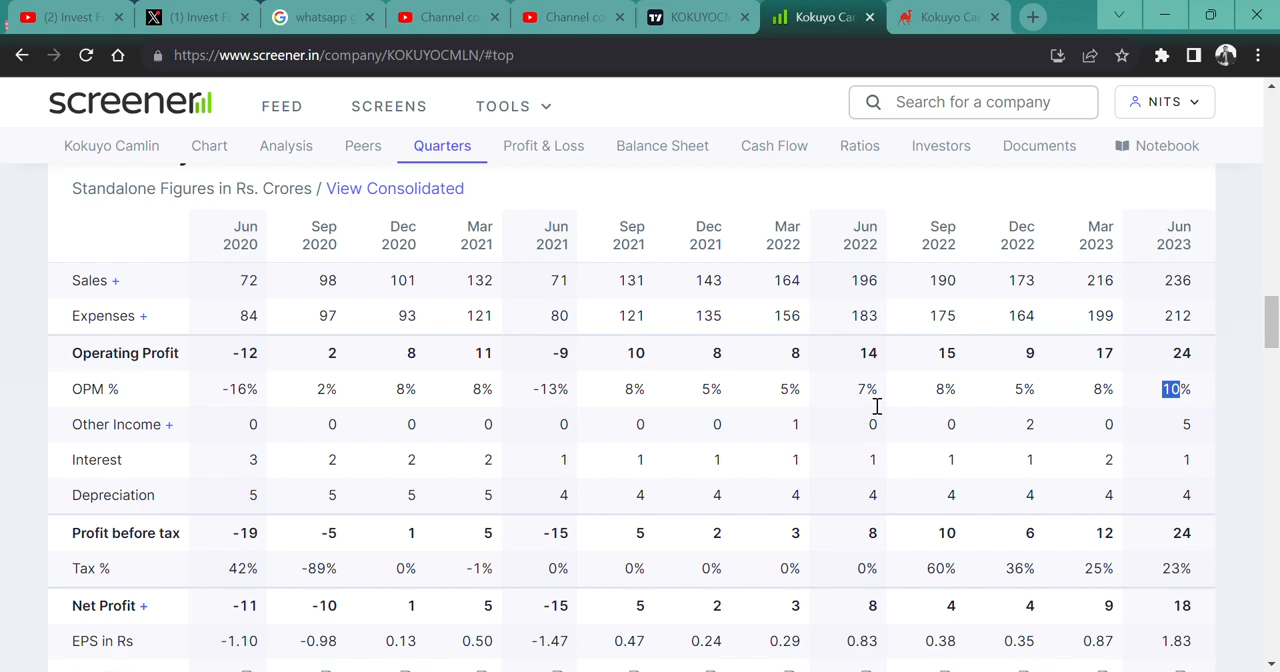 (2) Invest F
(1) Invest F
whatsapp g
Channel co
Channel co
KOKUYOCM
Kokuyo Ca
Kokuyo Ca
https://www.screener.in/company/KOKUYOCMLN/#top
screener
FEED SCREENS TOOLS
Search for a company
NITS
Kokuyo Camlin Chart Analysis Peers Quarters Profit & Loss Balance Sheet Cash Flow Ratios Investors Documents Notebook
Standalone Figures in Rs. Crores / View Consolidated
Jun 2020 Sep 2020 Dec 2020 Mar 2021 Jun 2021 Sep 2021 Dec 2021 Mar 2022 Jun 2022 Sep 2022 Dec 2022 Mar 2023 Jun 2023
Sales + 72 98 101 132 71 131 143 164 196 190 173 216 236
Expenses + 84 97 93 121 80 121 135 156 183 175 164 199 212
Operating Profit -12 2 8 11 -9 10 8 8 14 15 9 17 24
OPM % -16% 2% 8% 8% -13% 8% 5% 5% 7% 8% 5% 8% 10%
Other Income + 0 0 0 0 0 0 0 1 0 0 2 0 5
Interest 3 2 2 2 1 1 1 1 1 1 1 2 1
Depreciation 5 5 5 5 4 4 4 4 4 4 4 4 4
Profit before tax -19 -5 1 5 -15 5 2 3 8 10 6 12 24
Tax % 42% -89% 0% -1% 0% 0% 0% 0% 0% 60% 36% 25% 23%
Net Profit + -11 -10 1 5 -15 5 2 3 8 4 4 9 18
EPS in Rs -1.10 -0.98 0.13 0.50 -1.47 0.47 0.24 0.29 0.83 0.38 0.35 0.87 1.83